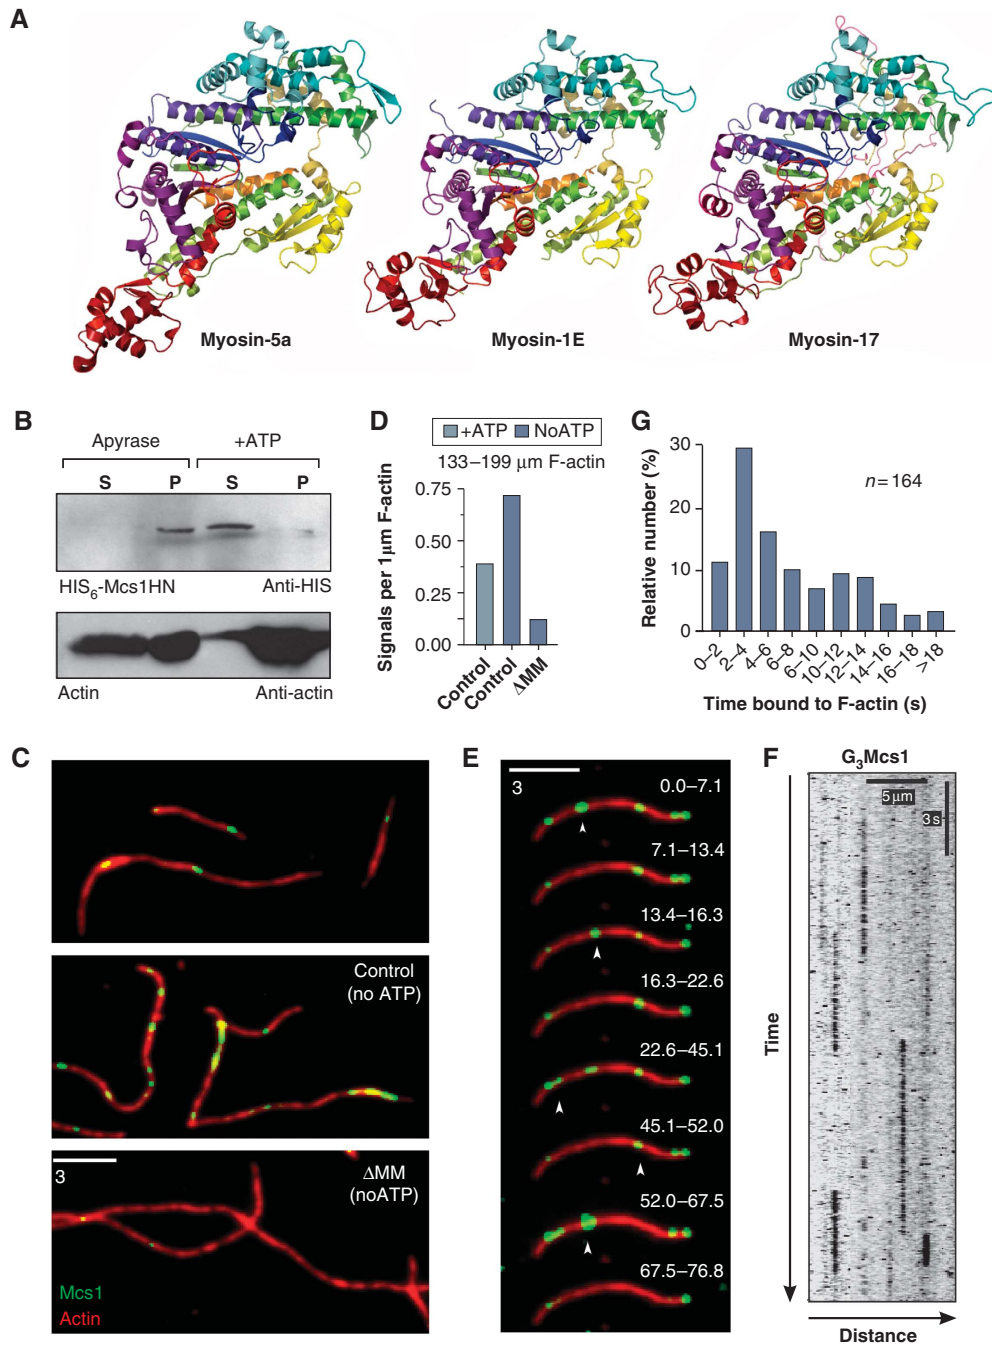 A
Myosin-5a
Myosin-1E
Myosin-17
B
Apyrase
+ATP
S
P
S
P
HIS6-Mcs1HN
Anti-HIS
Actin
Anti-actin
D
+ATP
NoATP
133–199 μm F-actin
Signals per 1μm F-actin
0.75
0.50
0.25
0.00
Control
Control
ΔMM
G
Relative number (%)
30
20
10
0
n=164
0–2
2–4
4–6
6–8
6–10
10–12
12–14
14–16
16–18
>18
Time bound to F-actin (s)
C
Control
(no ATP)
3
ΔMM
(noATP)
Mcs1
Actin
E
3
0.0–7.1
7.1–13.4
13.4–16.3
16.3–22.6
22.6–45.1
45.1–52.0
52.0–67.5
67.5–76.8
F
G3Mcs1
5 μm
3 s
Time
Distance